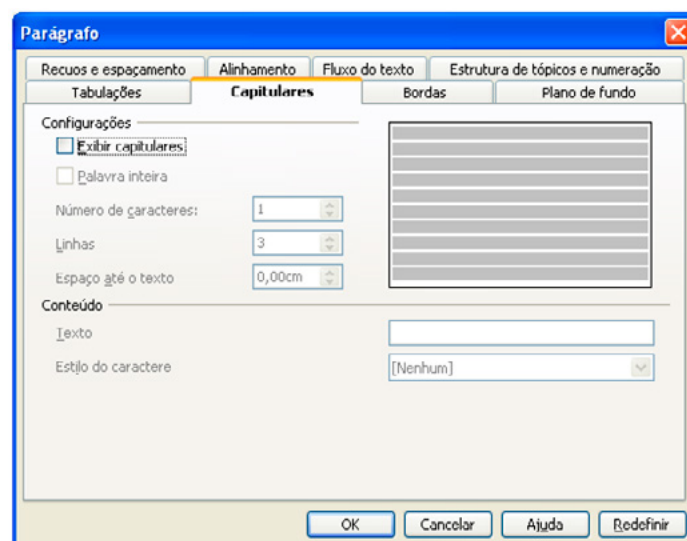 Parágrafo
Recuos e espaçamento Alinhamento Fluxo do texto Estrutura de tópicos e numeração
Tabulações Capitulares Bordas Plano de fundo
Configurações
Exibir capitulares
Palavra inteira
Número de caracteres: 1
Linhas 3
Espaço até o texto 0,00cm
Conteúdo
Texto
Estilo do caractere [Nenhum]
OK Cancelar Ajuda Redefinir